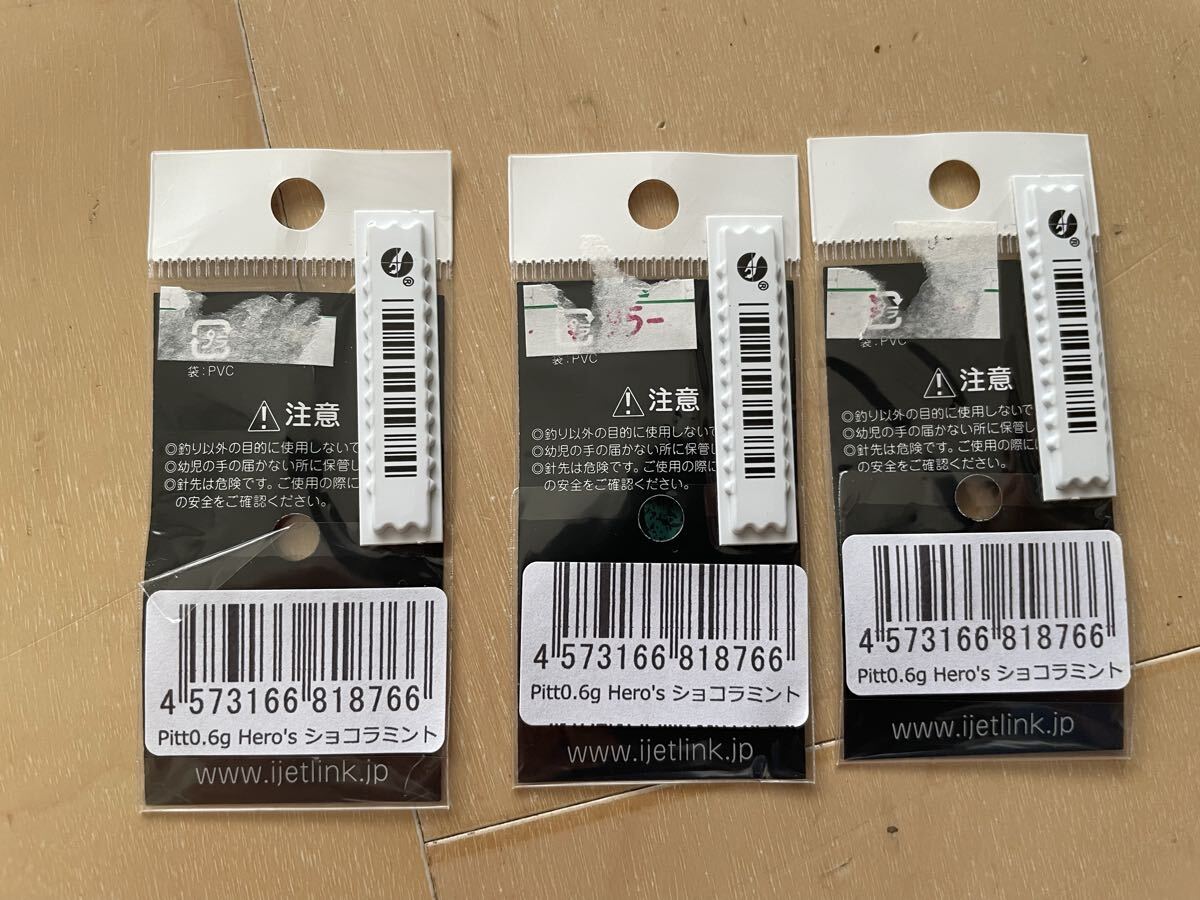 袋:PVC
注意
◎釣り以外の目的に使用しないで
◎幼児の手の届かない所に保管し
◎針先は危険です。ご使用の際に
の安全をご確認ください。
4 573166 818766
Pitt0.6g Hero's ショコラミント
www.ijetlink.jp
らー
袋:PVC
注意
◎釣り以外の目的に使用しないで
◎幼児の手の届かない所に保管
◎針先は危険です。ご使用の際
の安全をご確認ください。
4 573166 818766
Pitt0.6g Hero's ショコラミント
www.ijetlink.jp
袋:PVC
注意
◎釣り以外の目的に使用しないで
◎幼児の手の届かない所に保管し
◎針先は危険です。ご使用の際に
の安全をご確認ください。
4 573166 818766
Pitt0.6g Hero's ショコラミント
www.ijetlink.jp